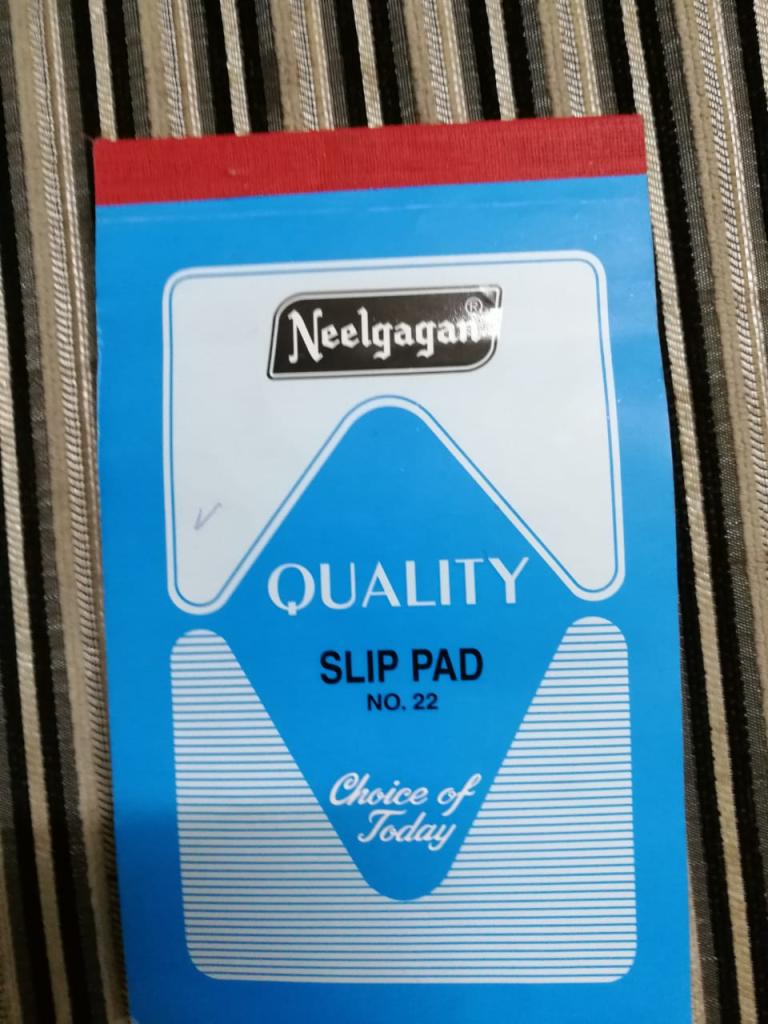 Neelgagan®
QUALITY
SLIP PAD
NO. 22
Choice of
Today